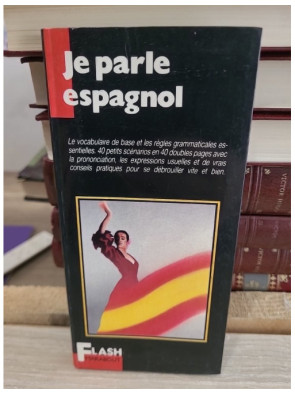 Je parle
espagnol
Le vocabulaire de base et les règles grammaticales es-
sentielles. 40 petits scénarios en 40 doubles pages avec
la prononciation, les expressions usuelles et de vrais
conseils pratiques pour se débrouiller vite et bien.
FLASH
MARABOUT
VICTOR